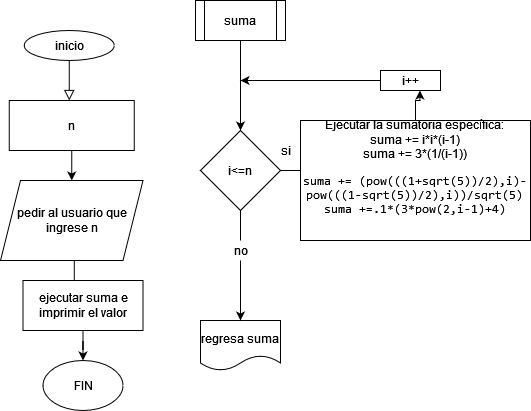 inicio
n
pedir al usuario que
ingrese n
ejecutar suma e
imprimir el valor
FIN
suma
i++
i<=n
si
no
Ejecutar la sumatoria específica:
suma += i*i*(i-1)
suma += 3*(1/(i-1))
suma += (pow(((1+sqrt(5))/2),i)-
pow(((1-sqrt(5))/2),i))/sqrt(5)
suma +=.1*(3*pow(2,i-1)+4)
regresa suma